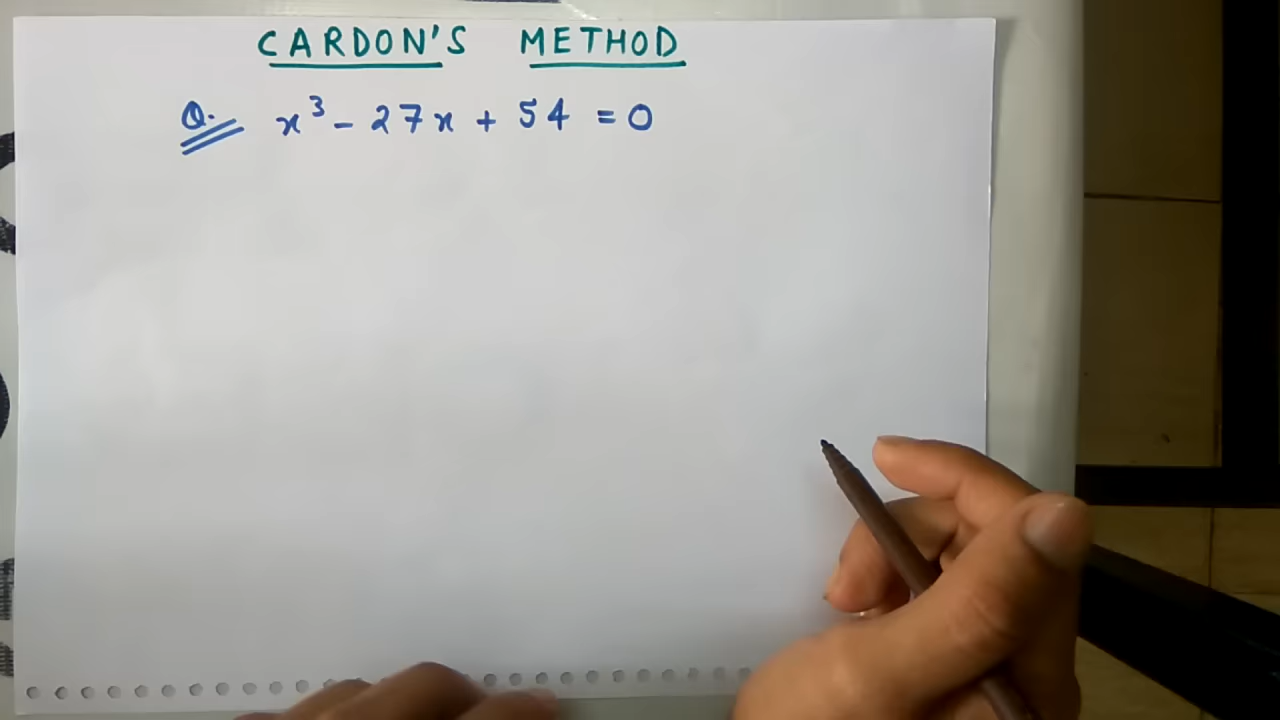 CARDON'S METHOD
Q. x³ - 27x + 54 = 0